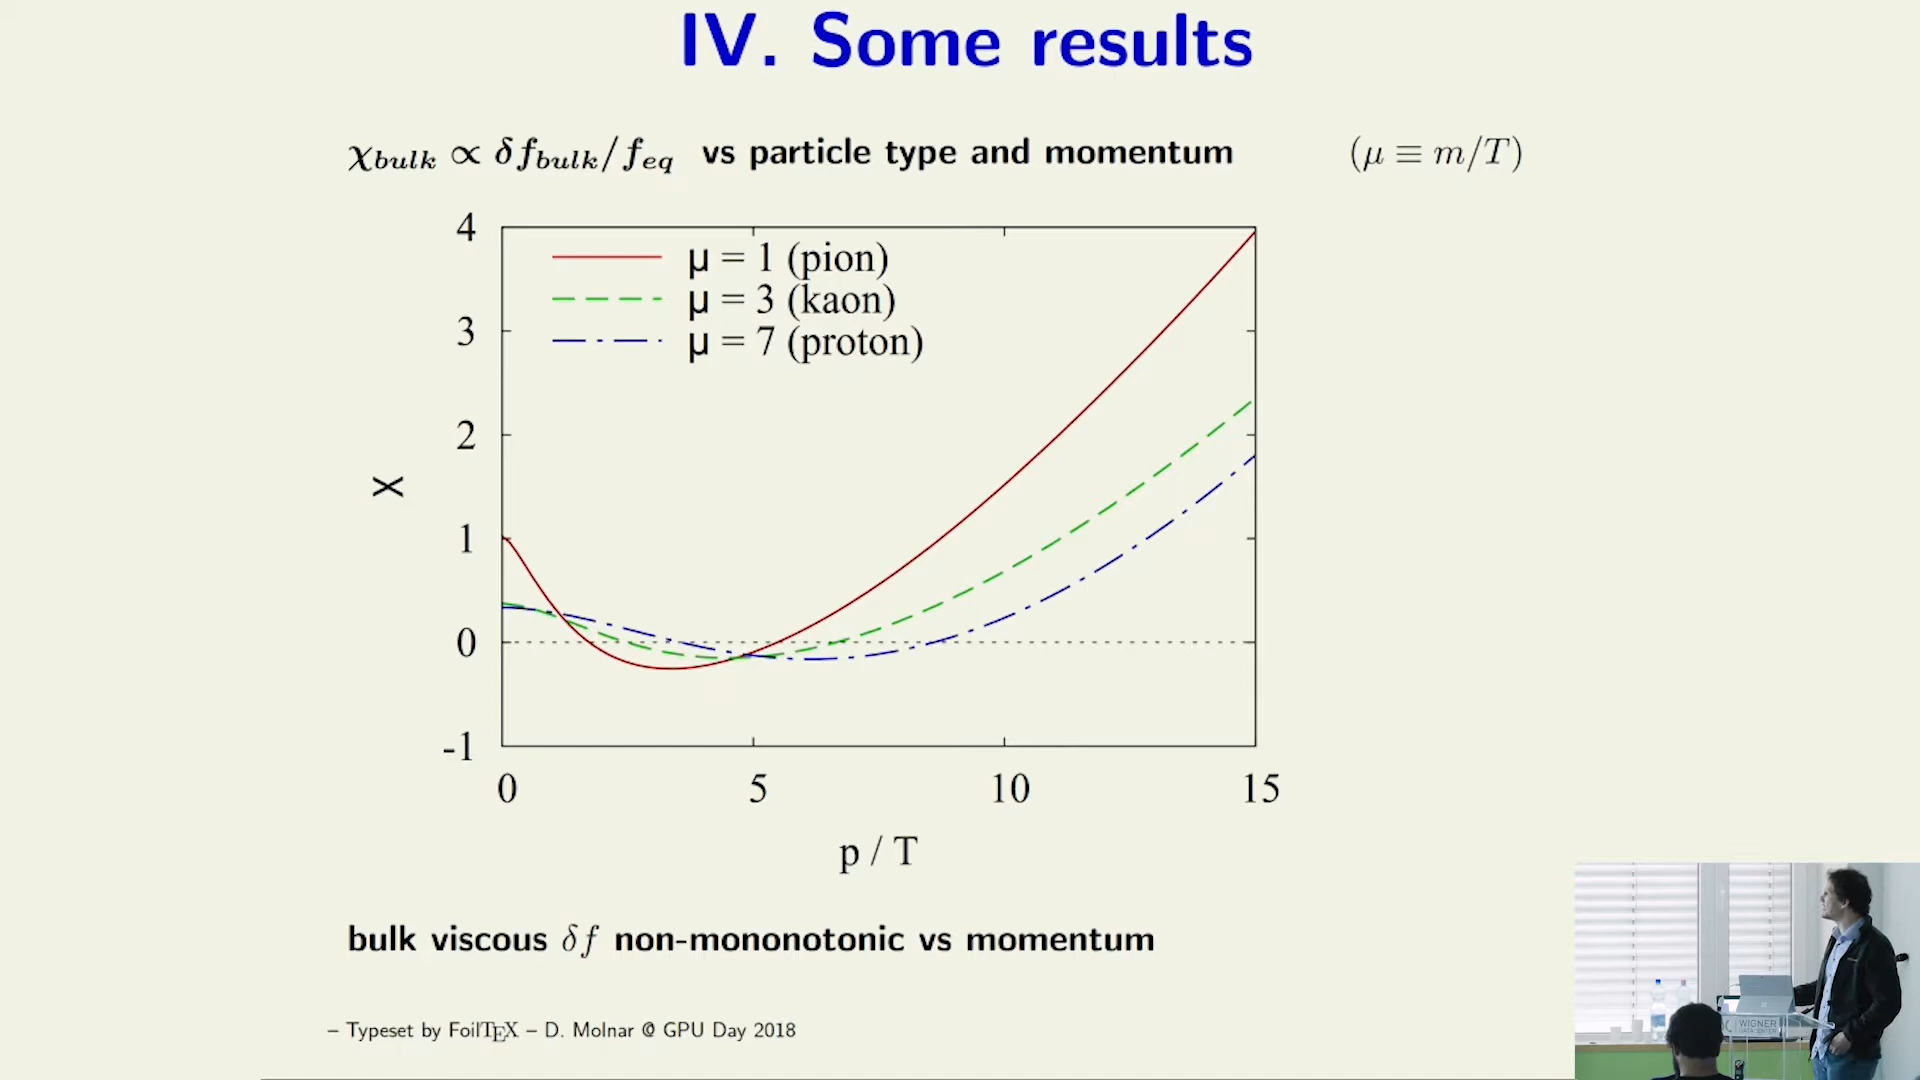 IV. Some results
χbulk ∝ δfbulk/feq vs particle type and momentum (μ ≡ m/T)
4
μ = 1 (pion)
μ = 3 (kaon)
3
μ = 7 (proton)
2
X
1
0
-1
0 5 10 15
p / T
bulk viscous δf non-mononotonic vs momentum
– Typeset by FoilTEX – D. Molnar @ GPU Day 2018
WIGNER
DATACENTER